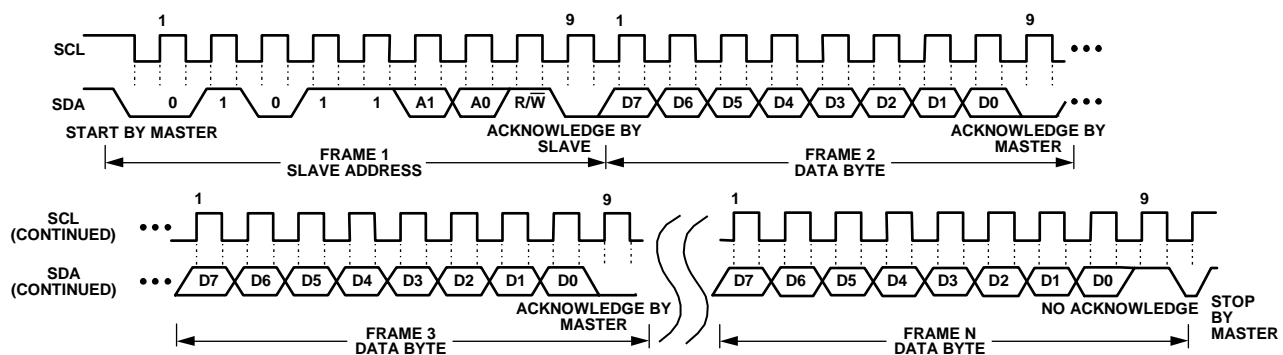 1 9 1 9
SCL
SDA 0 1 0 1 1 A1 A0 R/W̅ D7 D6 D5 D4 D3 D2 D1 D0
START BY MASTER ACKNOWLEDGE BY SLAVE ACKNOWLEDGE BY MASTER
FRAME 1 SLAVE ADDRESS FRAME 2 DATA BYTE
1 9 1 9
SCL (CONTINUED)
SDA (CONTINUED) D7 D6 D5 D4 D3 D2 D1 D0 D7 D6 D5 D4 D3 D2 D1 D0
ACKNOWLEDGE BY MASTER NO ACKNOWLEDGE STOP BY MASTER
FRAME 3 DATA BYTE FRAME N DATA BYTE